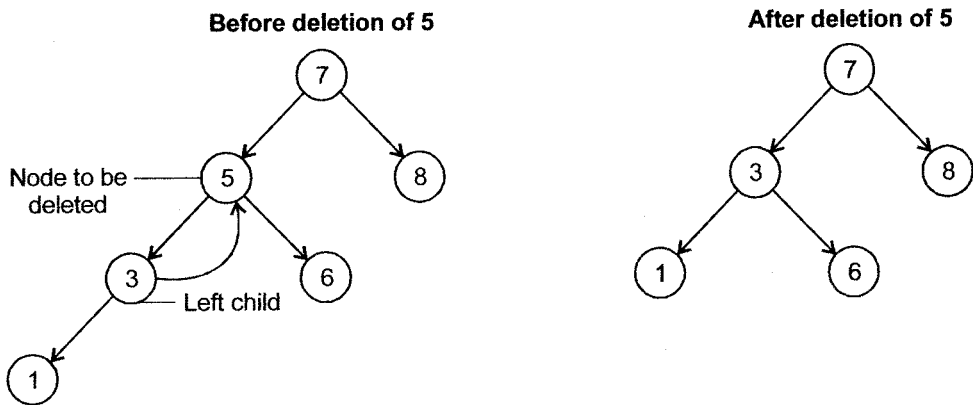 Before deletion of 5
7
Node to be
deleted
5
8
3
6
Left child
1
After deletion of 5
7
3
8
1
6